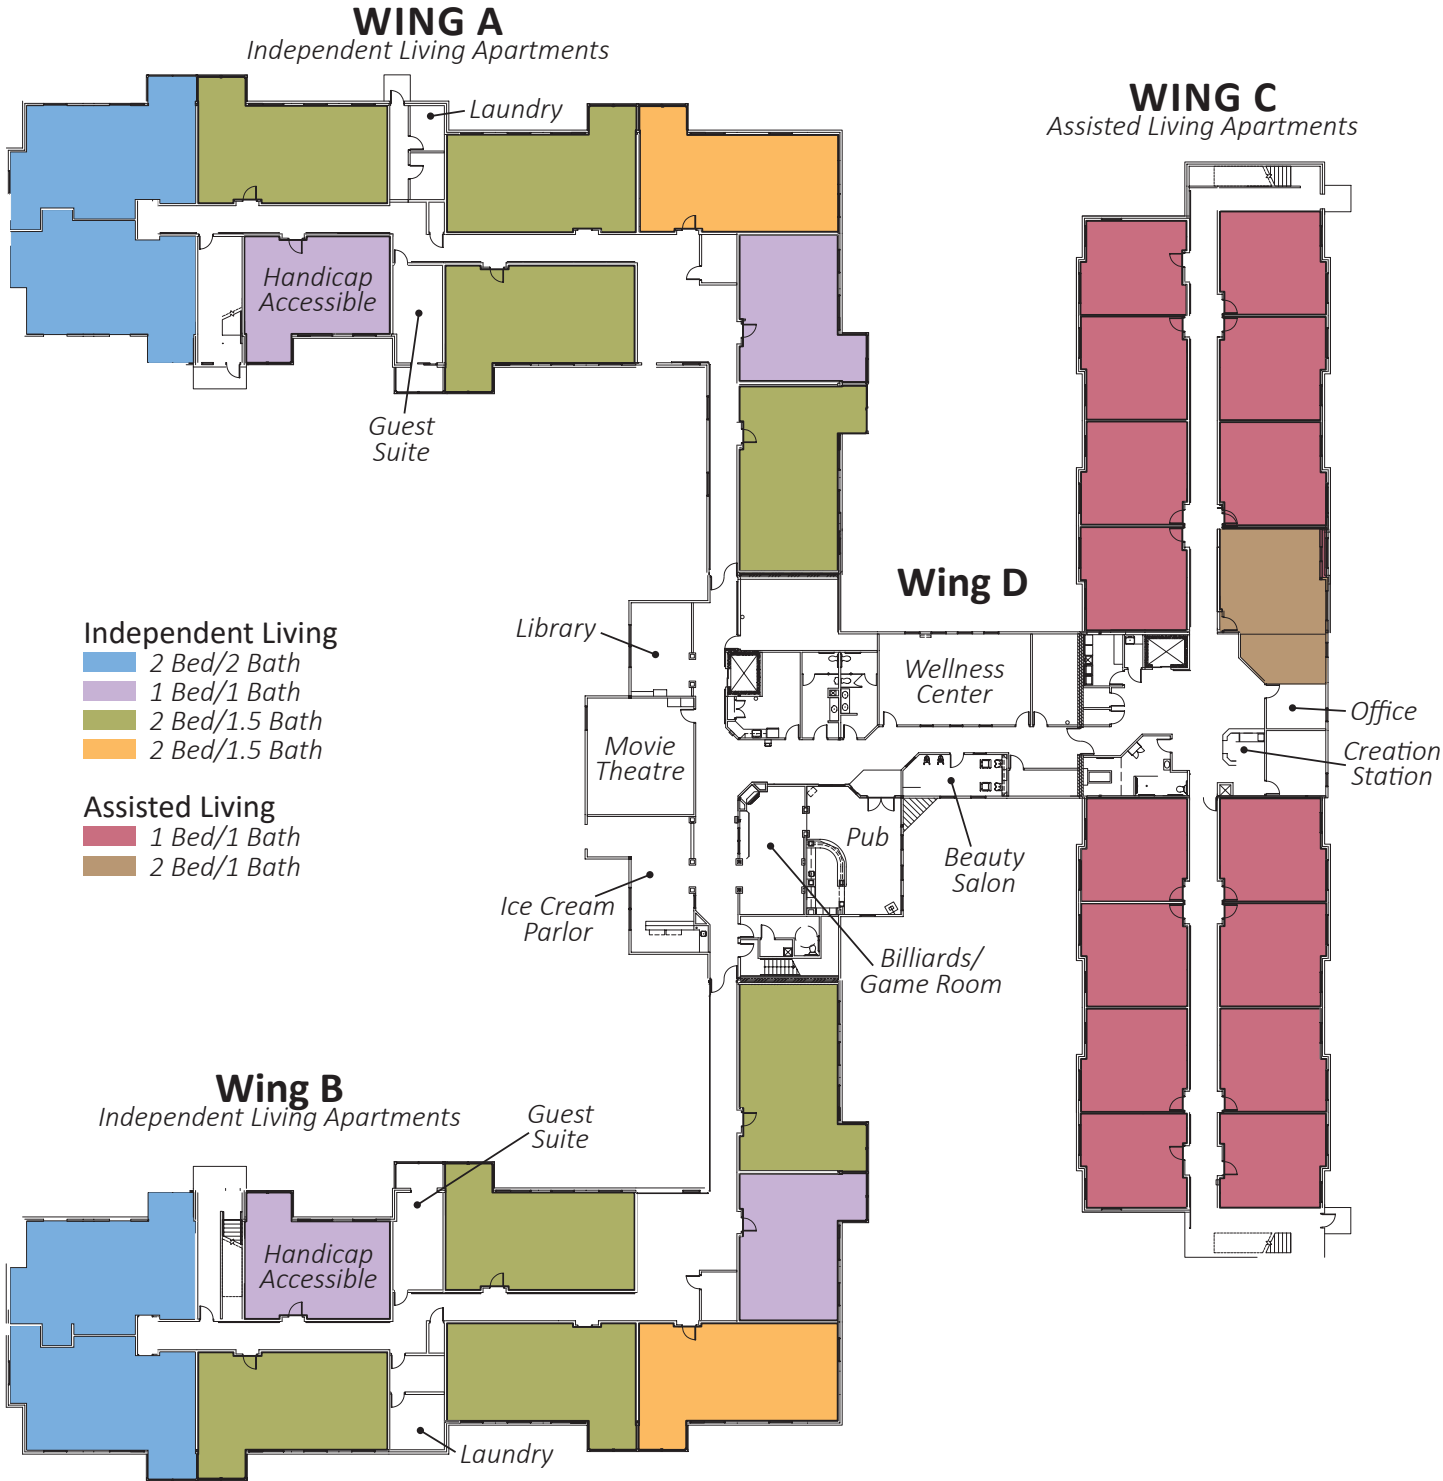 WING A
Independent Living Apartments
Laundry
WING C
Assisted Living Apartments
Handicap
Accessible
Guest
Suite
Wing D
Library
Wellness
Center
Movie
Theatre
Office
Creation
Station
Independent Living
2 Bed/2 Bath
1 Bed/1 Bath
2 Bed/1.5 Bath
2 Bed/1.5 Bath
Assisted Living
1 Bed/1 Bath
2 Bed/1 Bath
Pub
Beauty
Salon
Ice Cream
Parlor
Billiards/
Game Room
Wing B
Independent Living Apartments
Guest
Suite
Handicap
Accessible
Laundry